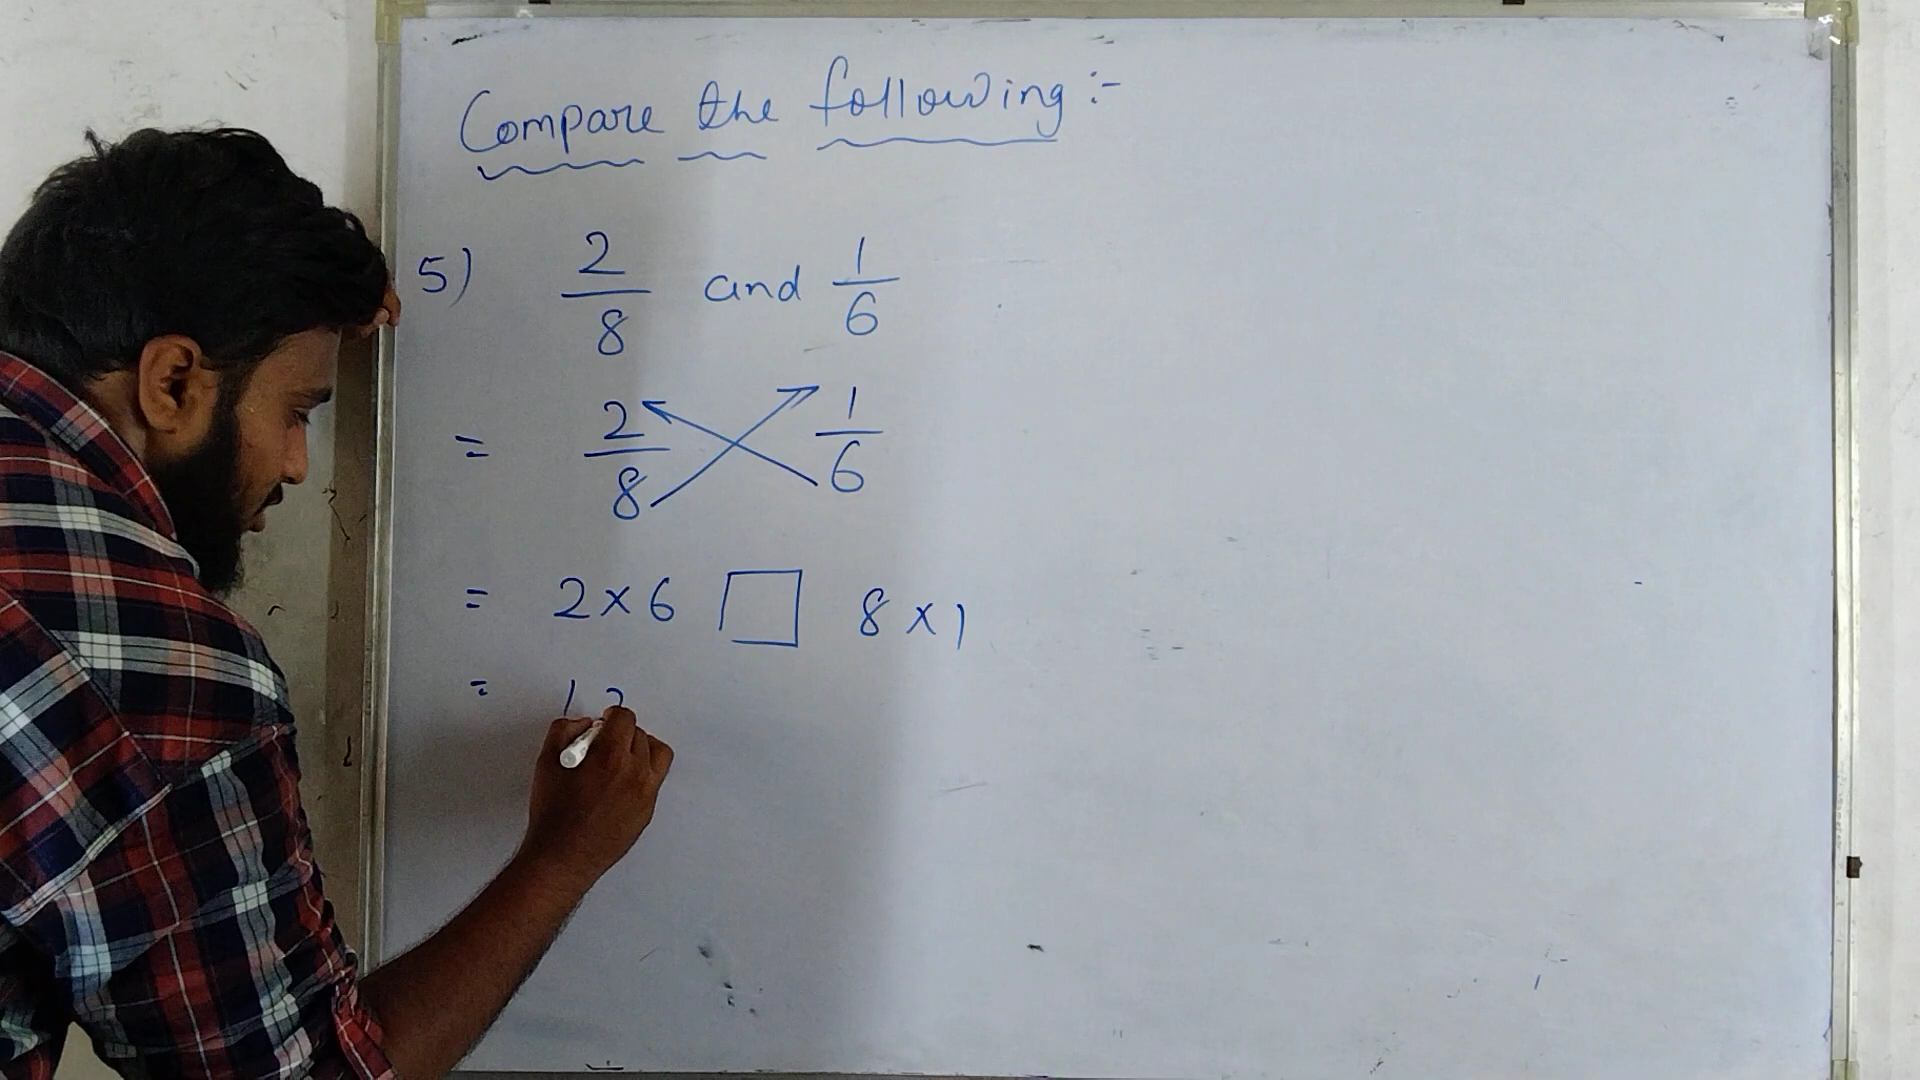 Compare the following :-
5) 2/8 and 1/6
= 2/8 1/6
= 2×6 □ 8×1
= 12